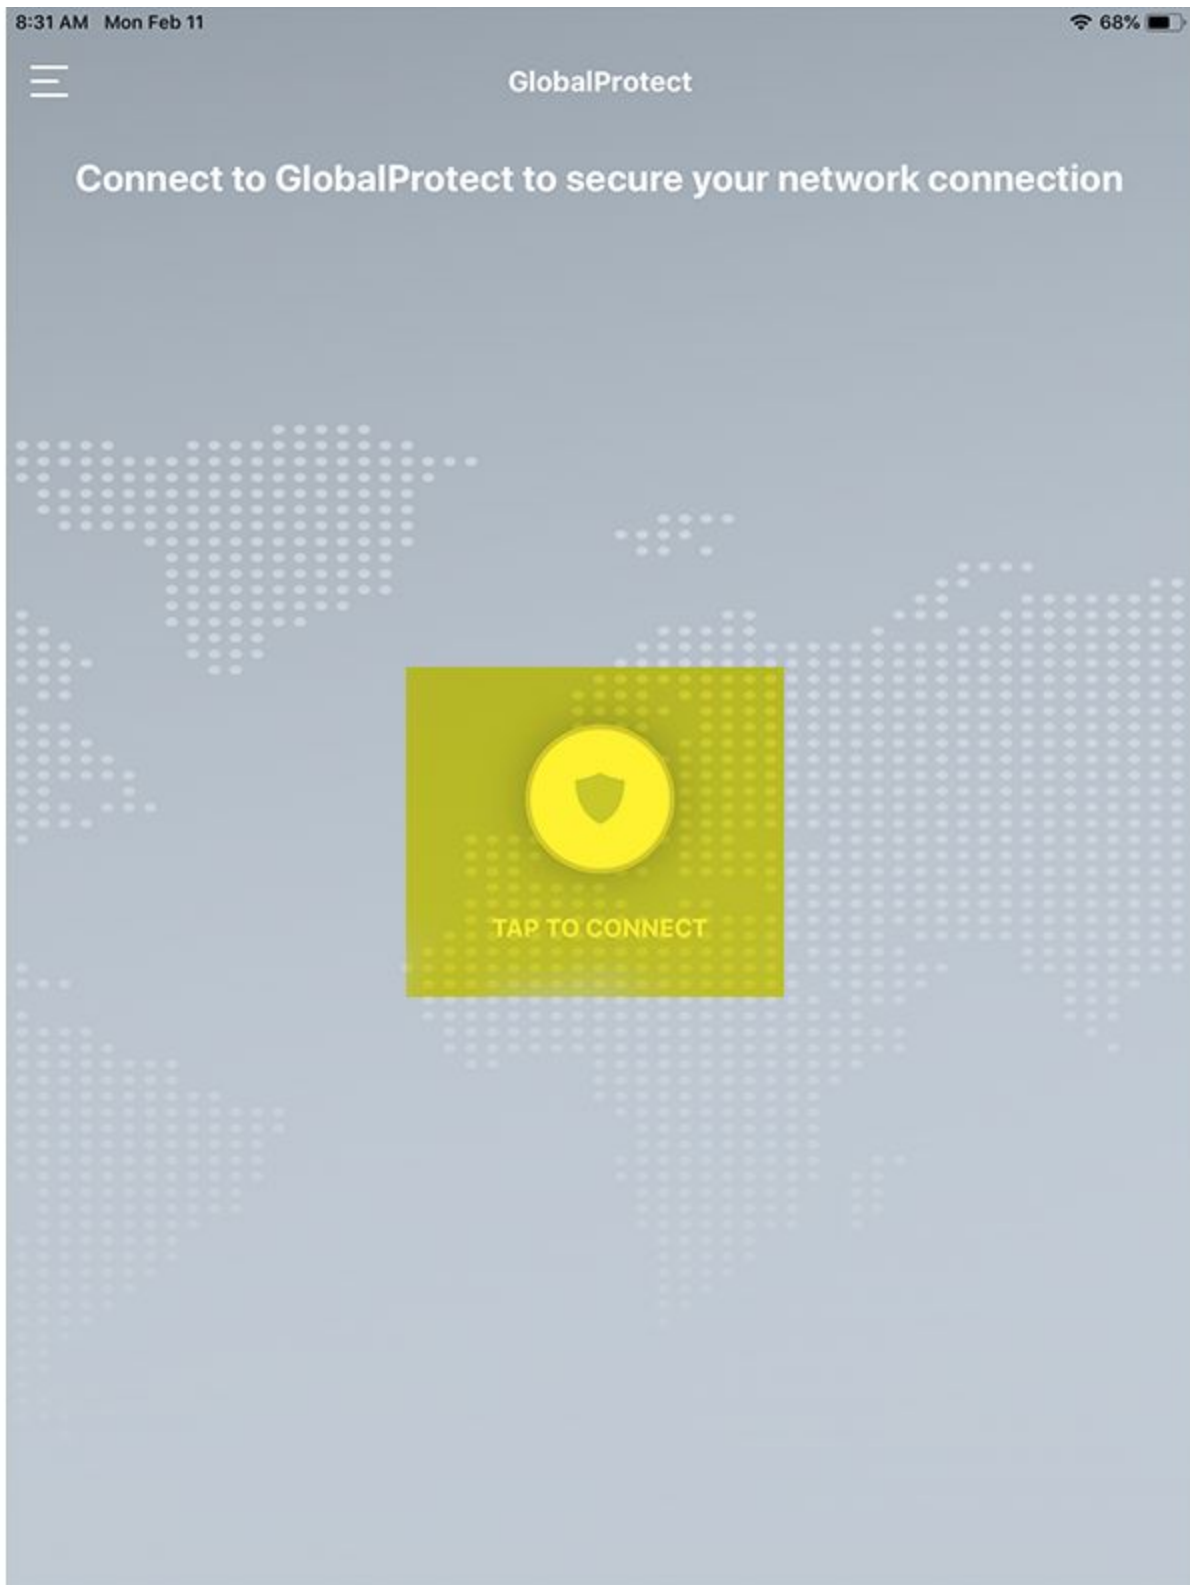 8:31 AM Mon Feb 11 68%
GlobalProtect
Connect to GlobalProtect to secure your network connection
TAP TO CONNECT